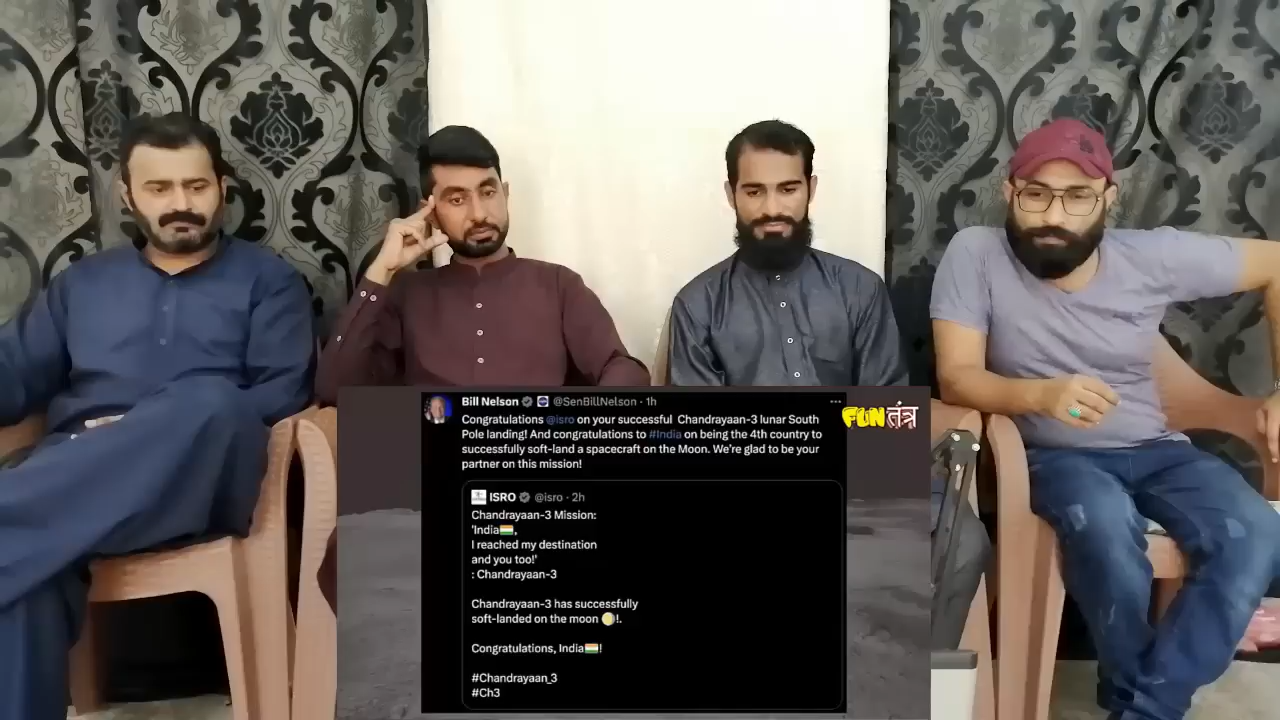 Bill Nelson @SenBillNelson · 1h
Congratulations @isro on your successful Chandrayaan-3 lunar South
Pole landing! And congratulations to #India on being the 4th country to
successfully soft-land a spacecraft on the Moon. We're glad to be your
partner on this mission!
FUNतंत्र
ISRO @isro · 2h
Chandrayaan-3 Mission:
'India🇮🇳,
I reached my destination
and you too!'
: Chandrayaan-3
Chandrayaan-3 has successfully
soft-landed on the moon 🌖!.
Congratulations, India🇮🇳!
#Chandrayaan_3
#Ch3